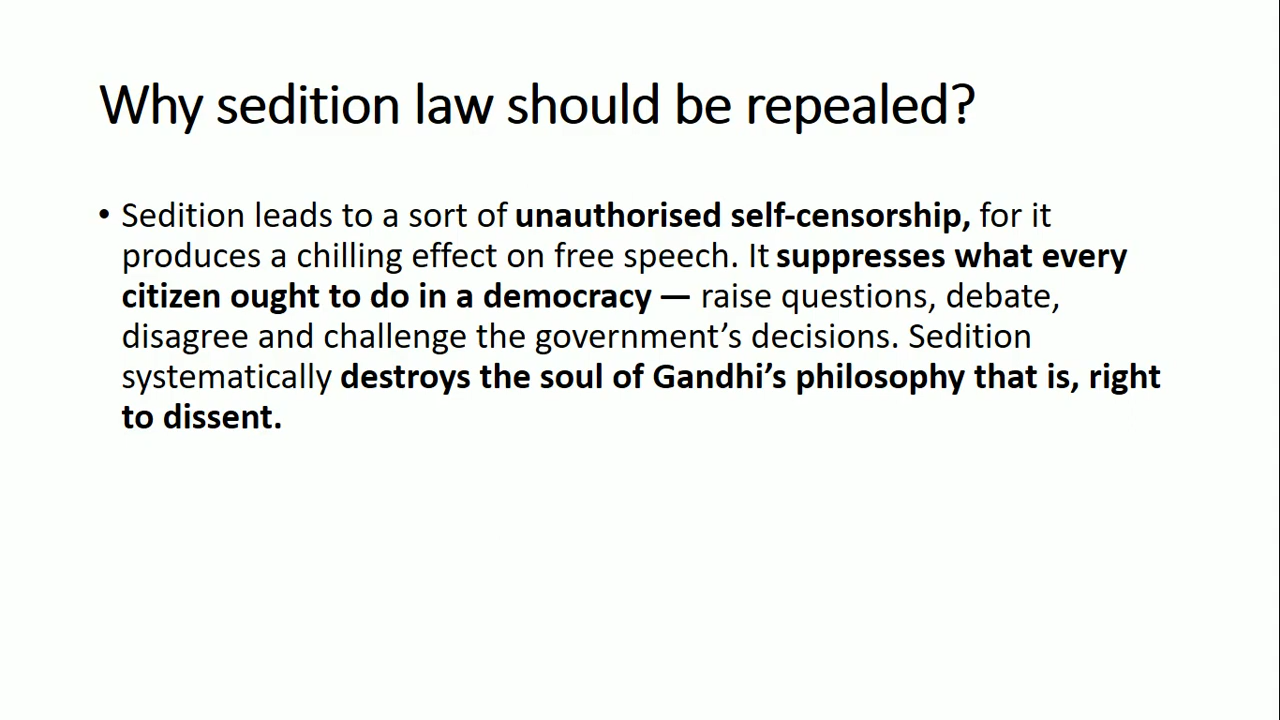 Why sedition law should be repealed?
• Sedition leads to a sort of unauthorised self-censorship, for it
produces a chilling effect on free speech. It suppresses what every
citizen ought to do in a democracy — raise questions, debate,
disagree and challenge the government’s decisions. Sedition
systematically destroys the soul of Gandhi’s philosophy that is, right
to dissent.